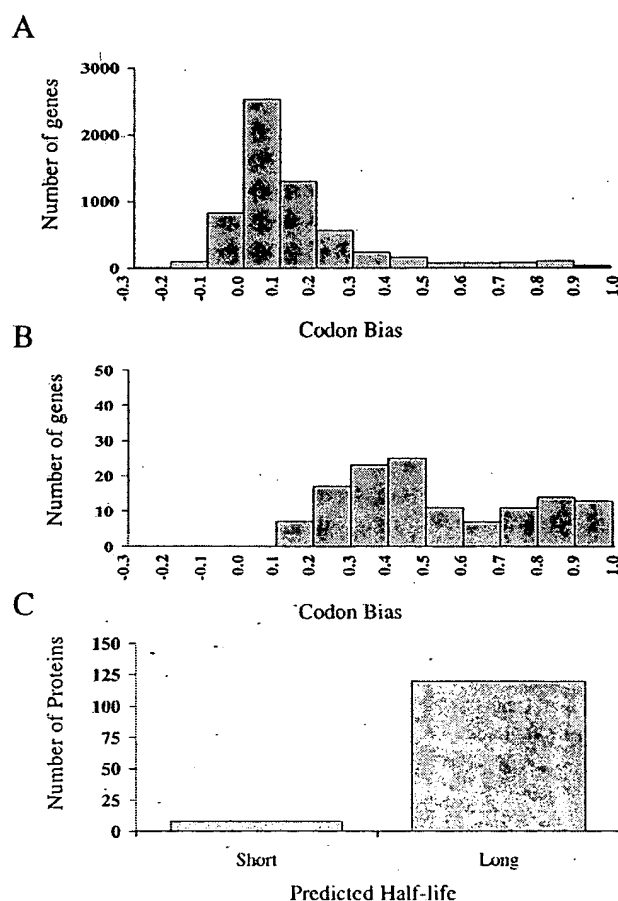 A
Number of genes
3000
2000
1000
0
-0.3 -0.2 -0.1 0.0 0.1 0.2 0.3 0.4 0.5 0.6 0.7 0.8 0.9 1.0
Codon Bias
B
Number of genes
50
40
30
20
10
0
-0.3 -0.2 -0.1 0.0 0.1 0.2 0.3 0.4 0.5 0.6 0.7 0.8 0.9 1.0
Codon Bias
C
Number of Proteins
150
125
100
75
50
25
0
Short Long
Predicted Half-life